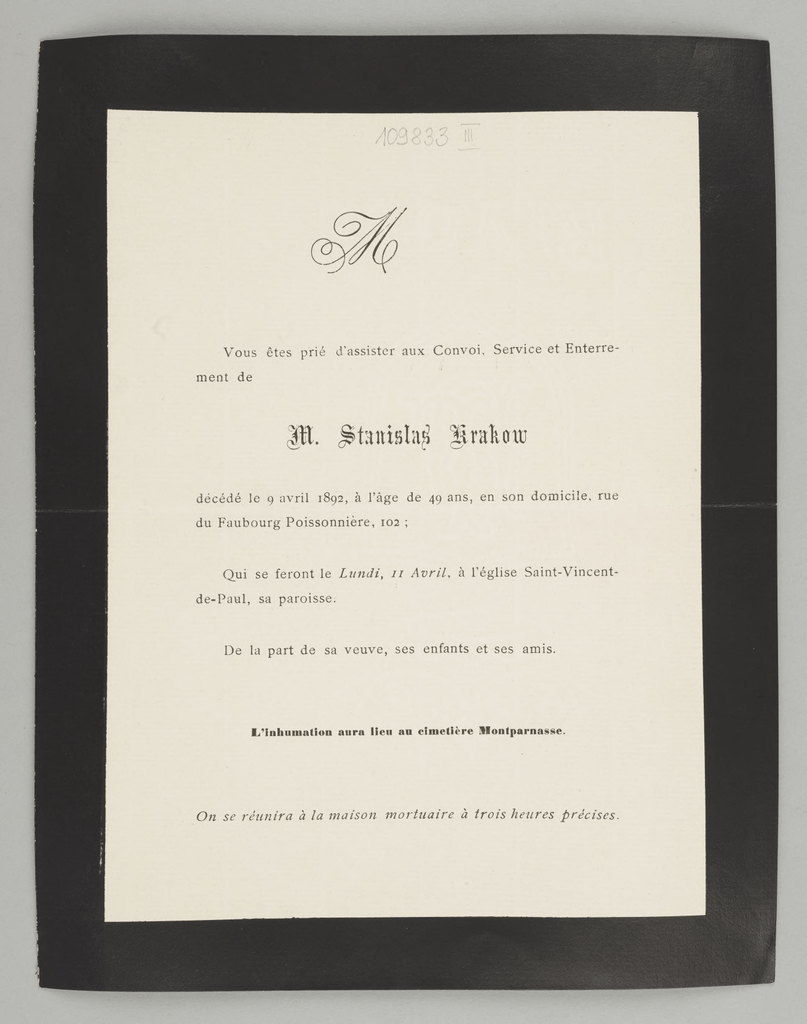 109833 III
M
Vous êtes prié d'assister aux Convoi, Service et Enterre-
ment de
M. Stanislas Krakow
décédé le 9 avril 1892, à l'âge de 49 ans, en son domicile, rue
du Faubourg Poissonnière, 102 ;
Qui se feront le Lundi, 11 Avril, à l'église Saint-Vincent-
de-Paul, sa paroisse.
De la part de sa veuve, ses enfants et ses amis.
L'inhumation aura lieu au cimetière Montparnasse.
On se réunira à la maison mortuaire à trois heures précises.